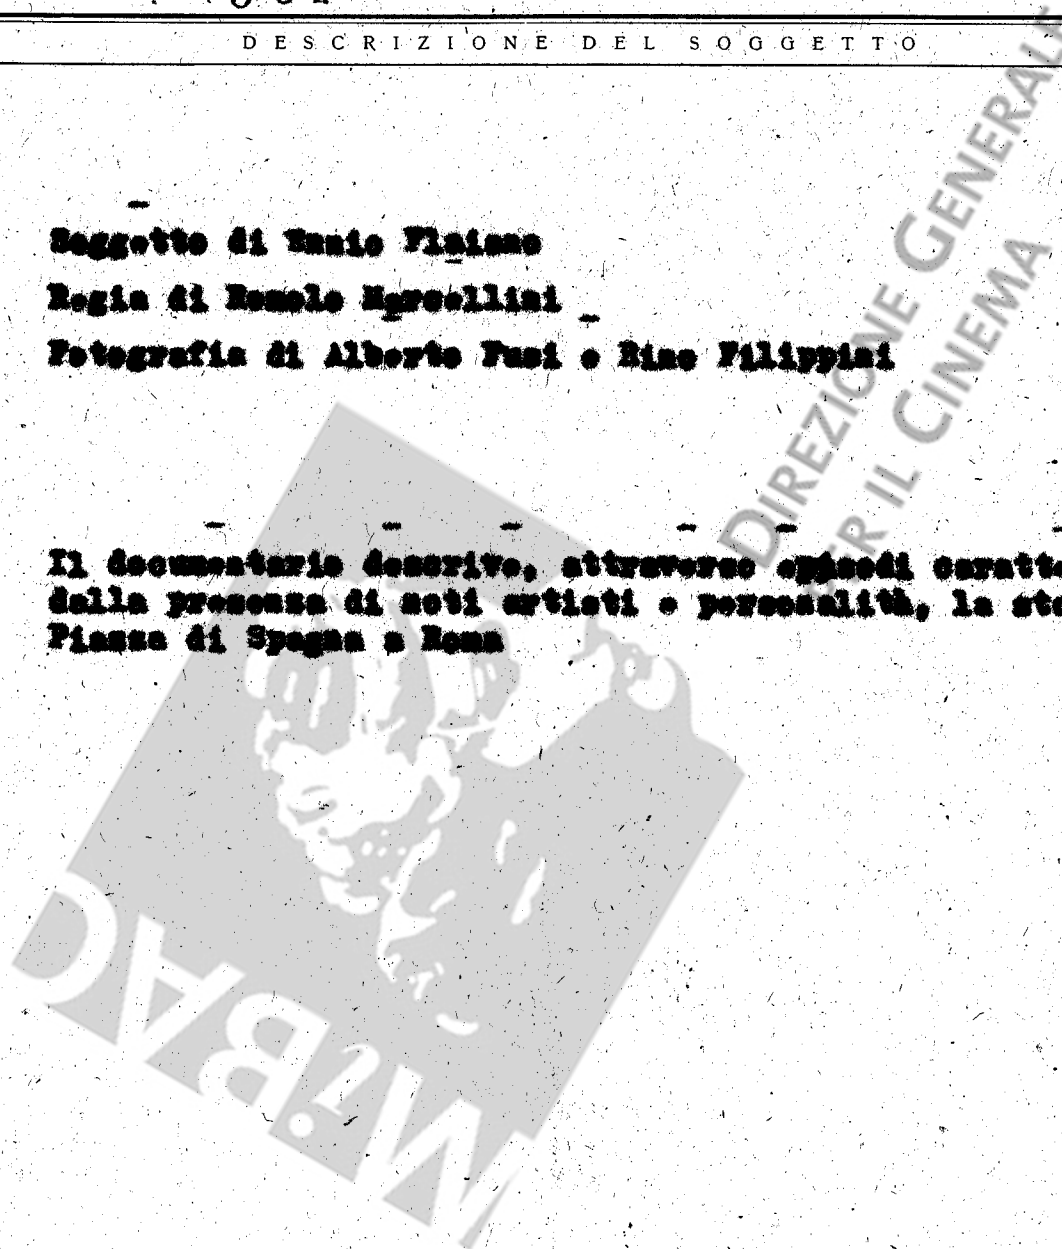 DESCRIZIONE DEL SOGGETTO
Soggetto di Ennio Flaiano
Regia di Romolo Marcellini
Fotografia di Alberto Fusi e Rino Filippini
Il documentario descrive, attraverso episodi caratte
dalla presenza di noti artisti e personalità, la sto
Piazza di Spagna a Roma
DIREZIONE GENERALE
PER IL CINEMA
MiBAC